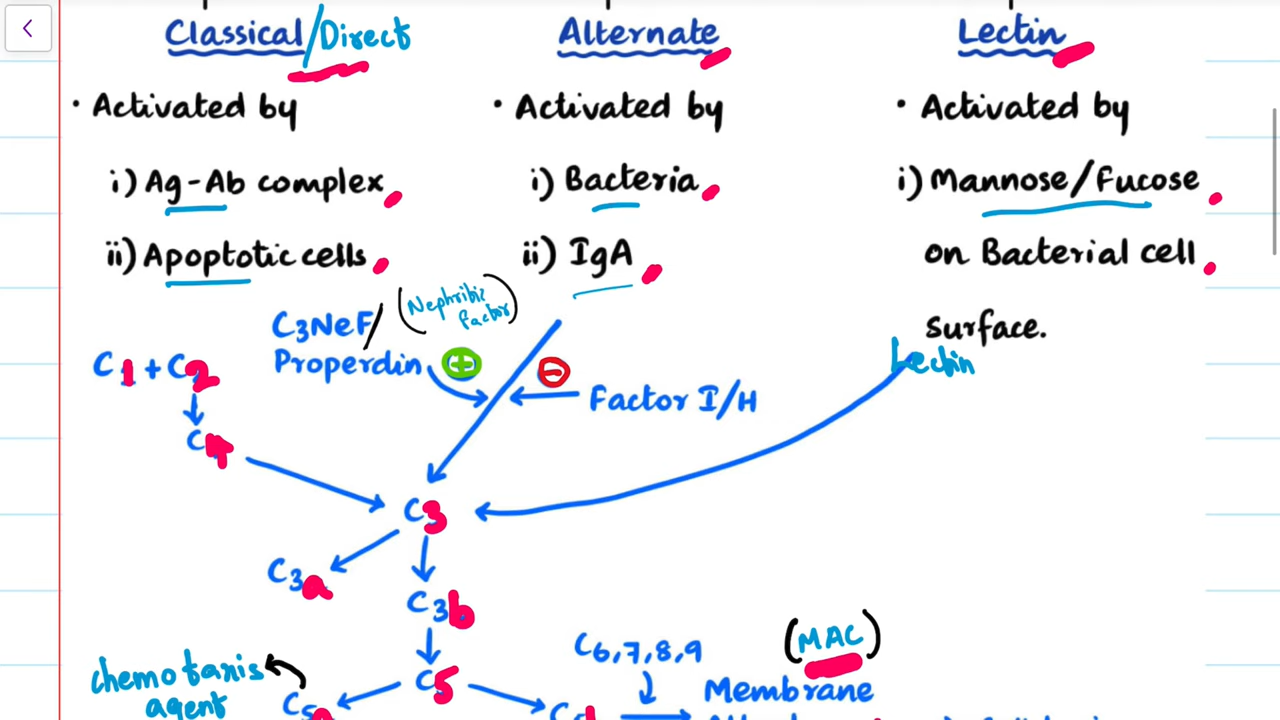 Classical/Direct
Alternate
Lectin
• Activated by
i) Ag-Ab complex
ii) Apoptotic cells
• Activated by
i) Bacteria
ii) IgA
• Activated by
i) Mannose/Fucose
on Bacterial cell
surface.
C3NeF/ (Nephritic
factor)
Properdin +
-
Factor I/H
Lectin
C1 + C2
C4
C3
C3a
C3b
C5
chemotaxis
agent
C6,7,8,9
(MAC)
Membrane